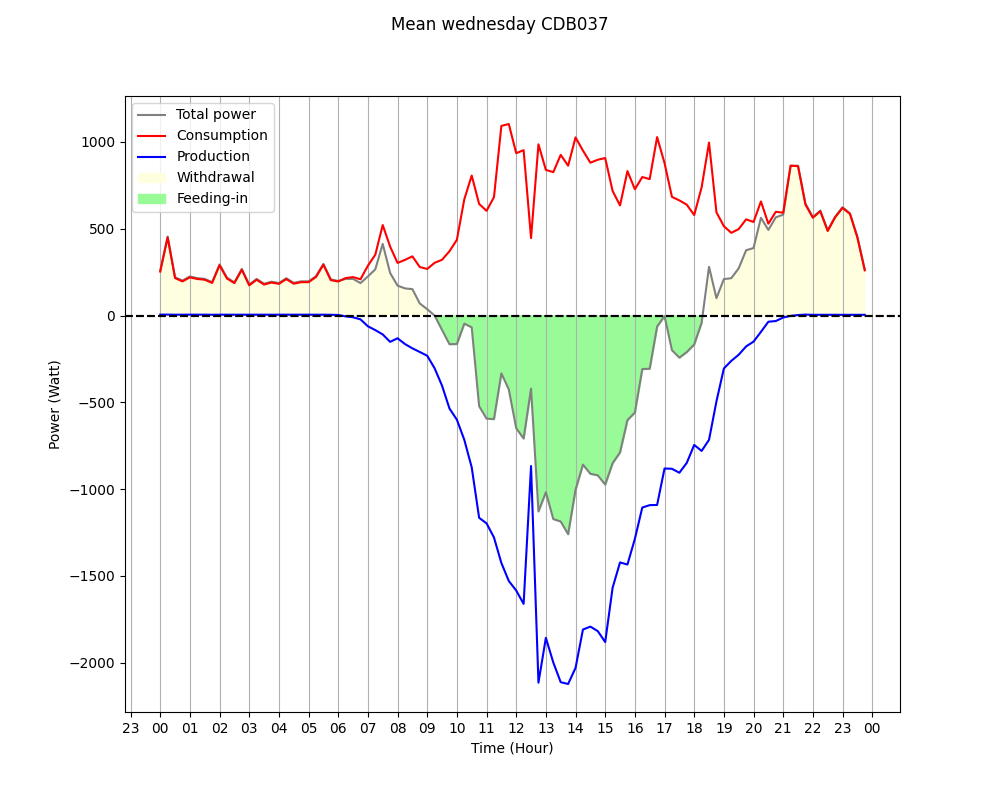 Mean wednesday CDB037
Total power
Consumption
Production
Withdrawal
Feeding-in
1000
500
0
−500
−1000
−1500
−2000
Power (Watt)
23 00 01 02 03 04 05 06 07 08 09 10 11 12 13 14 15 16 17 18 19 20 21 22 23 00
Time (Hour)